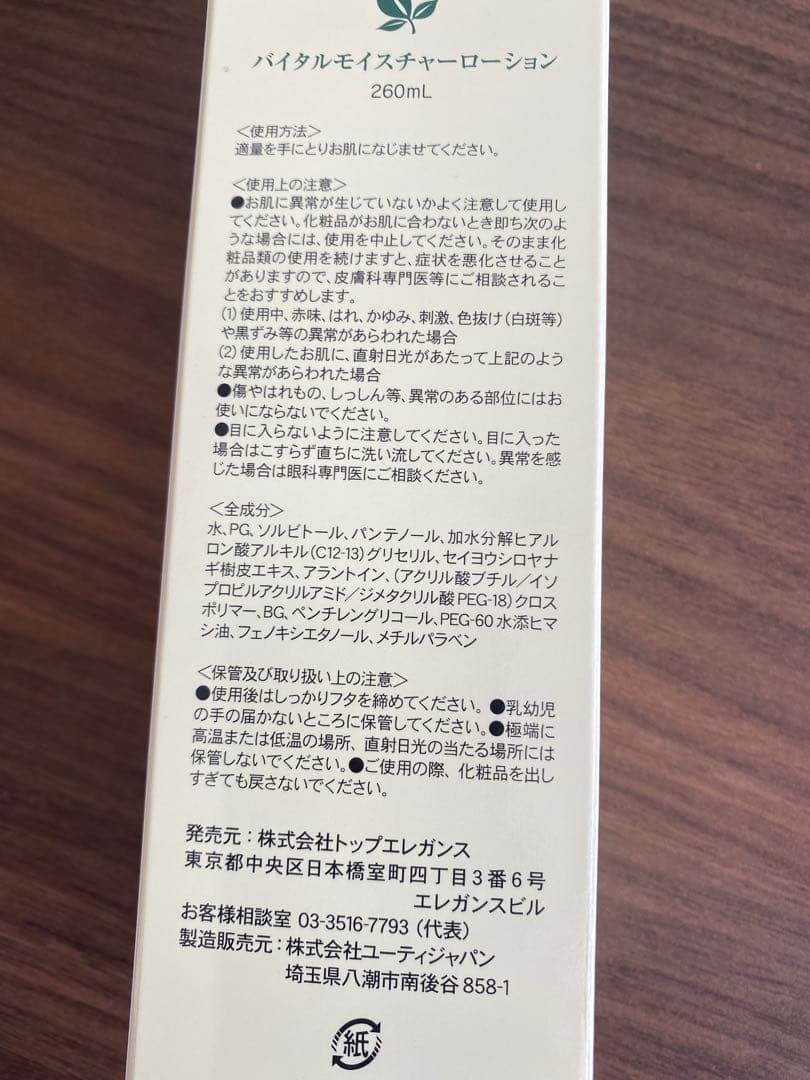 バイタルモイスチャーローション
260mL
＜使用方法＞
適量を手にとりお肌になじませてください。
＜使用上の注意＞
●お肌に異常が生じていないかよく注意して使用し
てください。化粧品がお肌に合わないとき即ち次のよ
うな場合には、使用を中止してください。そのまま化
粧品類の使用を続けますと、症状を悪化させること
がありますので、皮膚科専門医等にご相談されるこ
とをおすすめします。
(1) 使用中、赤味、はれ、かゆみ、刺激、色抜け(白斑等)
や黒ずみ等の異常があらわれた場合
(2) 使用したお肌に、直射日光があたって上記のよう
な異常があらわれた場合
●傷やはれもの、しっしん等、異常のある部位にはお
使いにならないでください。
●目に入らないように注意してください。目に入った
場合はこすらず直ちに洗い流してください。異常を感
じた場合は眼科専門医にご相談ください。
＜全成分＞
水、PG、ソルビトール、パンテノール、加水分解ヒアル
ロン酸アルキル(C12-13)グリセリル、セイヨウシロヤナ
ギ樹皮エキス、アラントイン、(アクリル酸ブチル／イソ
プロピルアクリルアミド／ジメタクリル酸PEG-18)クロス
ポリマー、BG、ペンチレングリコール、PEG-60水添ヒマ
シ油、フェノキシエタノール、メチルパラベン
＜保管及び取り扱い上の注意＞
●使用後はしっかりフタを締めてください。●乳幼児
の手の届かないところに保管してください。●極端に
高温または低温の場所、直射日光の当たる場所には
保管しないでください。●ご使用の際、化粧品を出し
すぎても戻さないでください。
発売元：株式会社トップエレガンス
東京都中央区日本橋室町四丁目3番6号
エレガンスビル
お客様相談室 03-3516-7793（代表）
製造販売元：株式会社ユーティジャパン
埼玉県八潮市南後谷858-1
紙